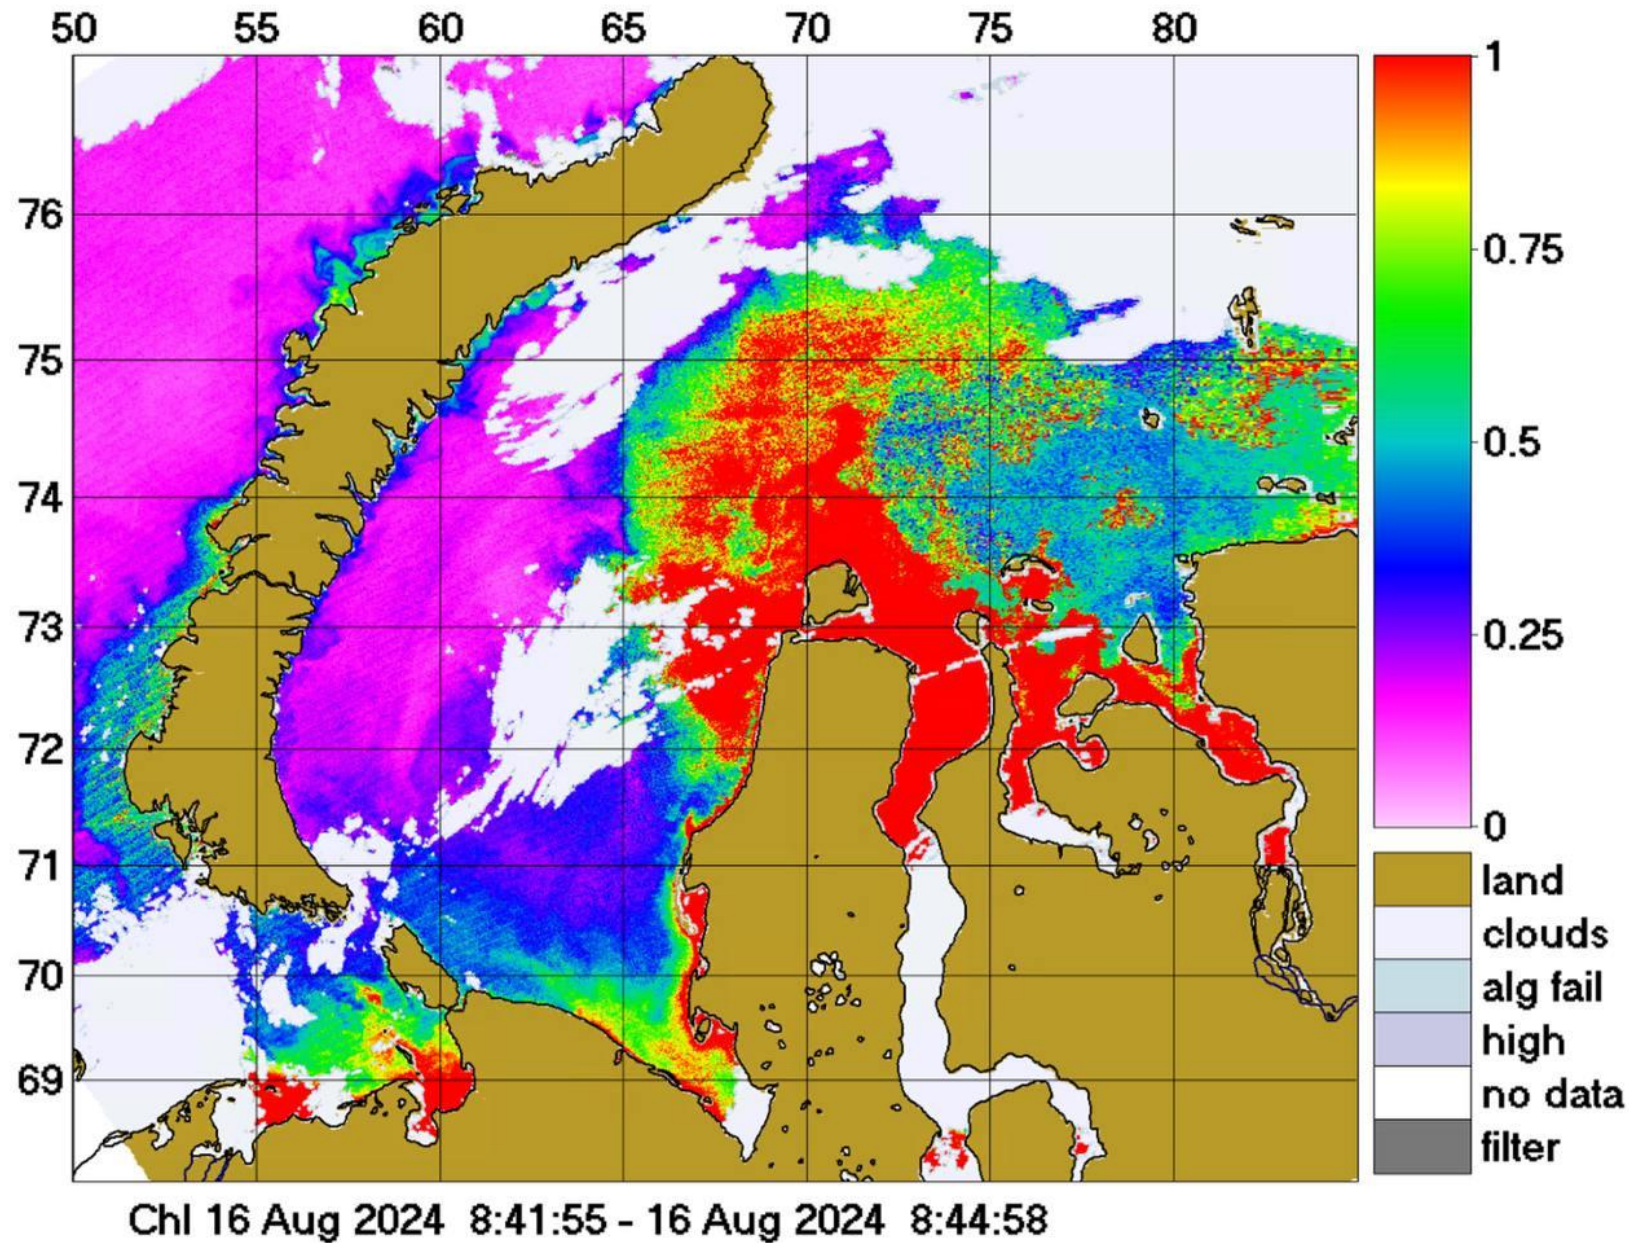 50 55 60 65 70 75 80
76
75
74
73
72
71
70
69
1
0.75
0.5
0.25
0
land
clouds
alg fail
high
no data
filter
Chl 16 Aug 2024 8:41:55 - 16 Aug 2024 8:44:58